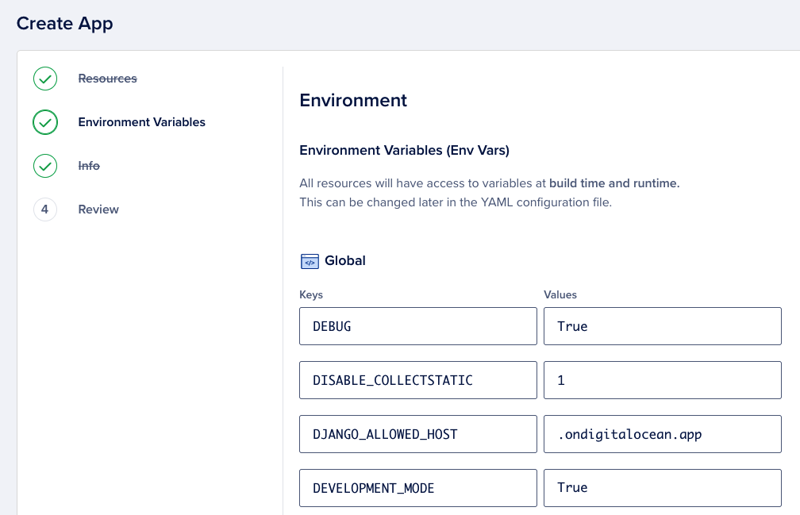 Create App
Resources
Environment Variables
Info
4 Review
Environment
Environment Variables (Env Vars)
All resources will have access to variables at build time and runtime.
This can be changed later in the YAML configuration file.
</> Global
Keys Values
DEBUG True
DISABLE_COLLECTSTATIC 1
DJANGO_ALLOWED_HOST .ondigitalocean.app
DEVELOPMENT_MODE True